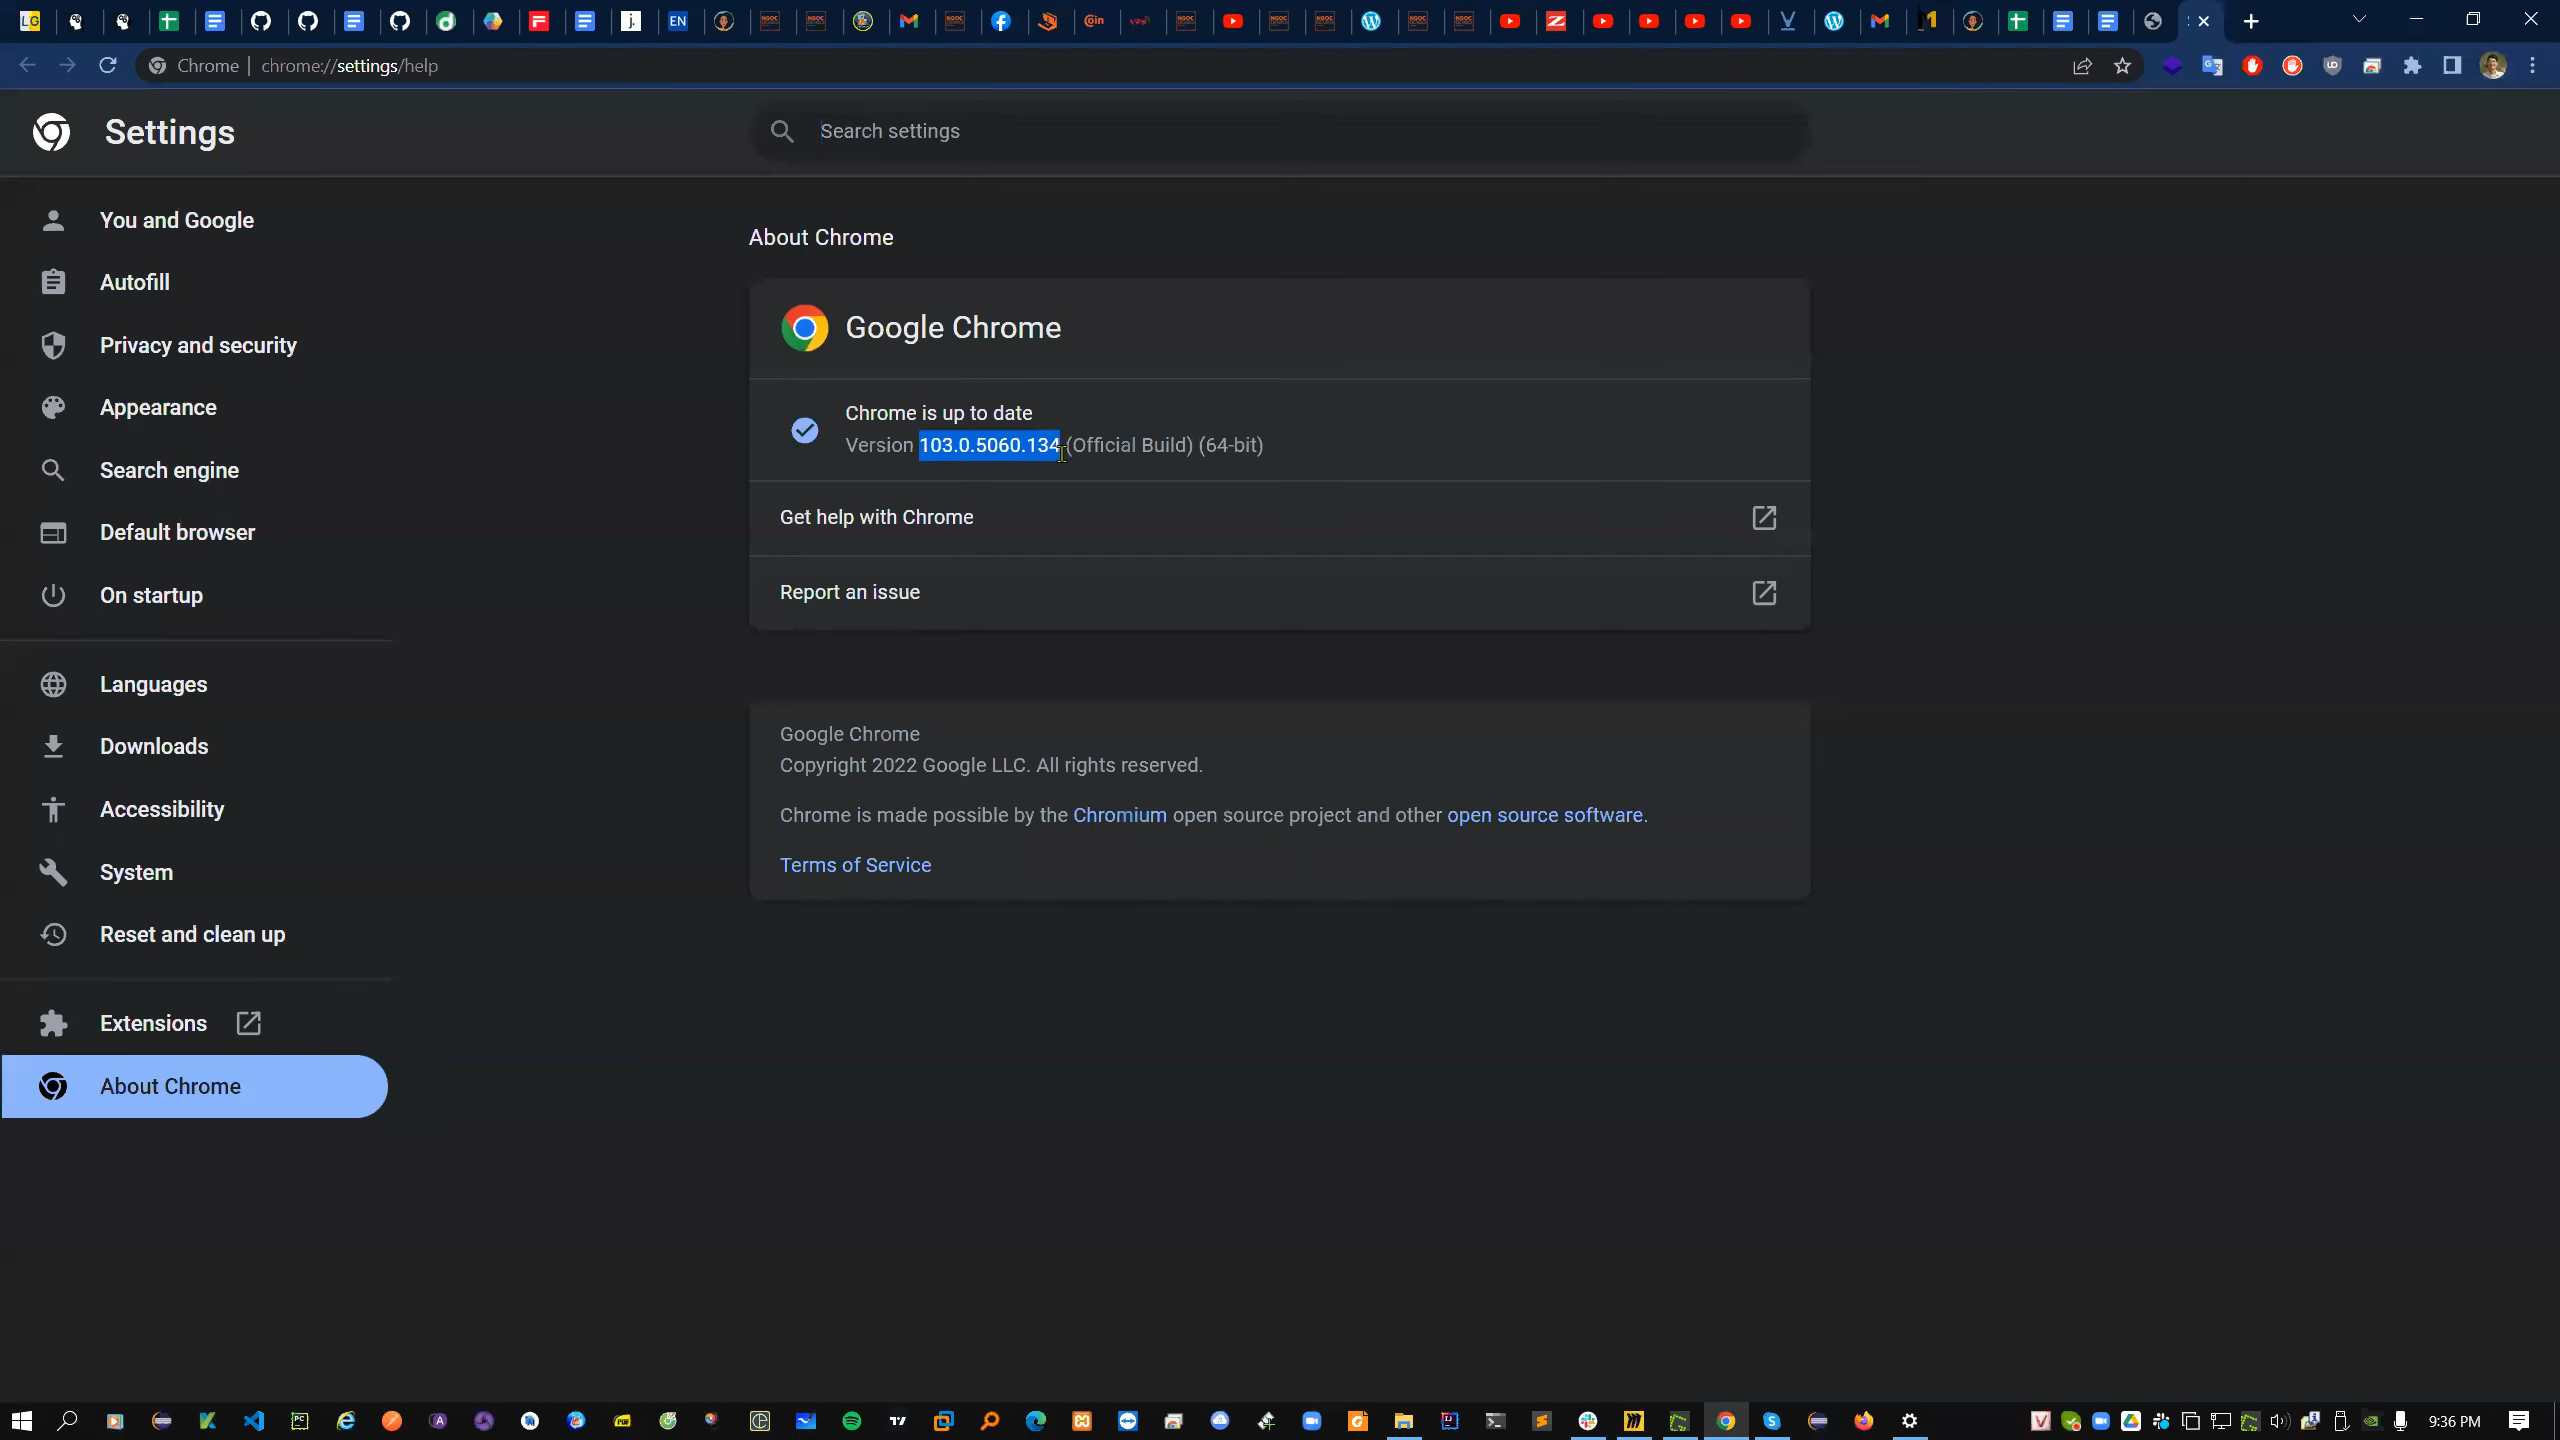 Chrome | chrome://settings/help
Settings
Search settings
You and Google
Autofill
Privacy and security
Appearance
Search engine
Default browser
On startup
Languages
Downloads
Accessibility
System
Reset and clean up
Extensions
About Chrome
About Chrome
Google Chrome
Chrome is up to date
Version 103.0.5060.134 (Official Build) (64-bit)
Get help with Chrome
Report an issue
Google Chrome
Copyright 2022 Google LLC. All rights reserved.
Chrome is made possible by the Chromium open source project and other open source software.
Terms of Service
9:36 PM